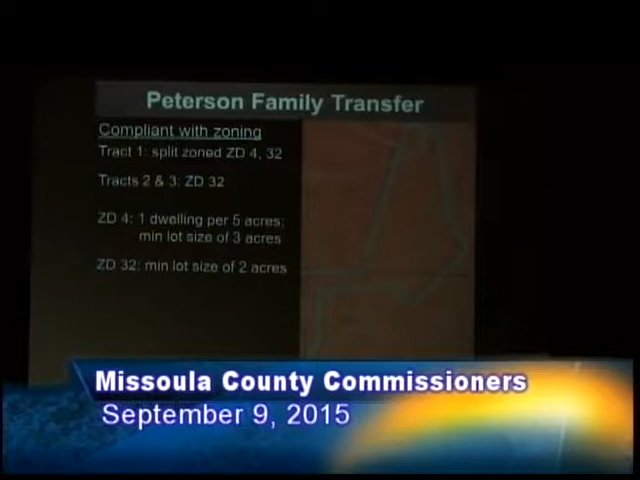 Peterson Family Transfer
Compliant with zoning
Tract 1: split zoned ZD 4, 32
Tracts 2 & 3: ZD 32
ZD 4: 1 dwelling per 5 acres;
min lot size of 3 acres
ZD 32: min lot size of 2 acres
Missoula County Commissioners
September 9, 2015